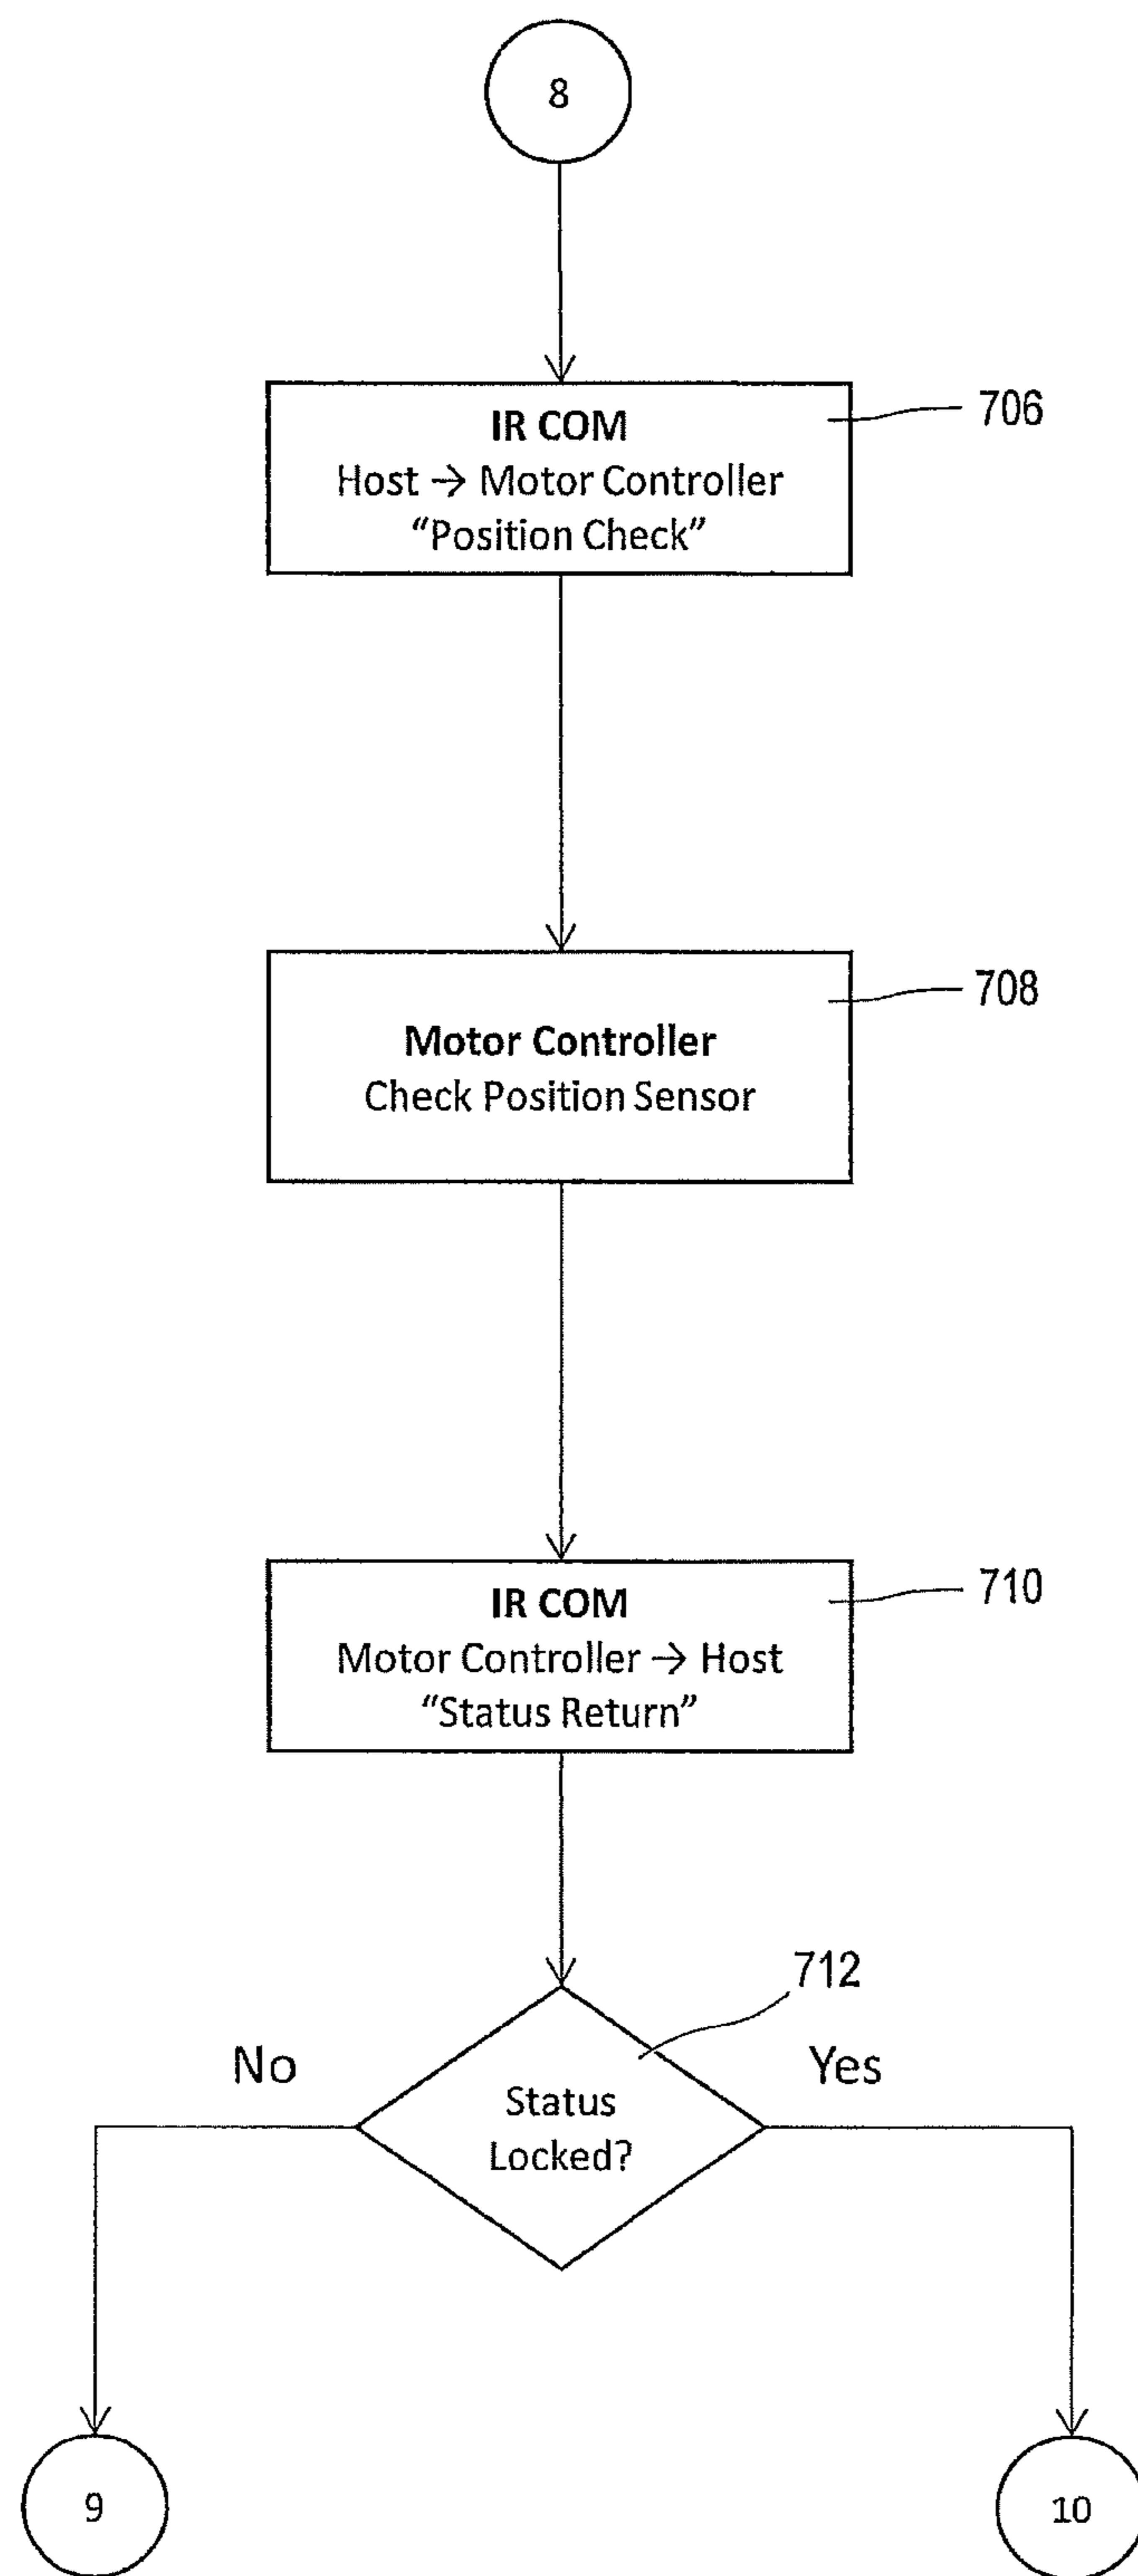 8
IR COM
706
Host → Motor Controller
“Position Check”
708
Motor Controller
Check Position Sensor
IR COM
710
Motor Controller → Host
“Status Return”
712
No
Yes
Status
Locked?
9
10